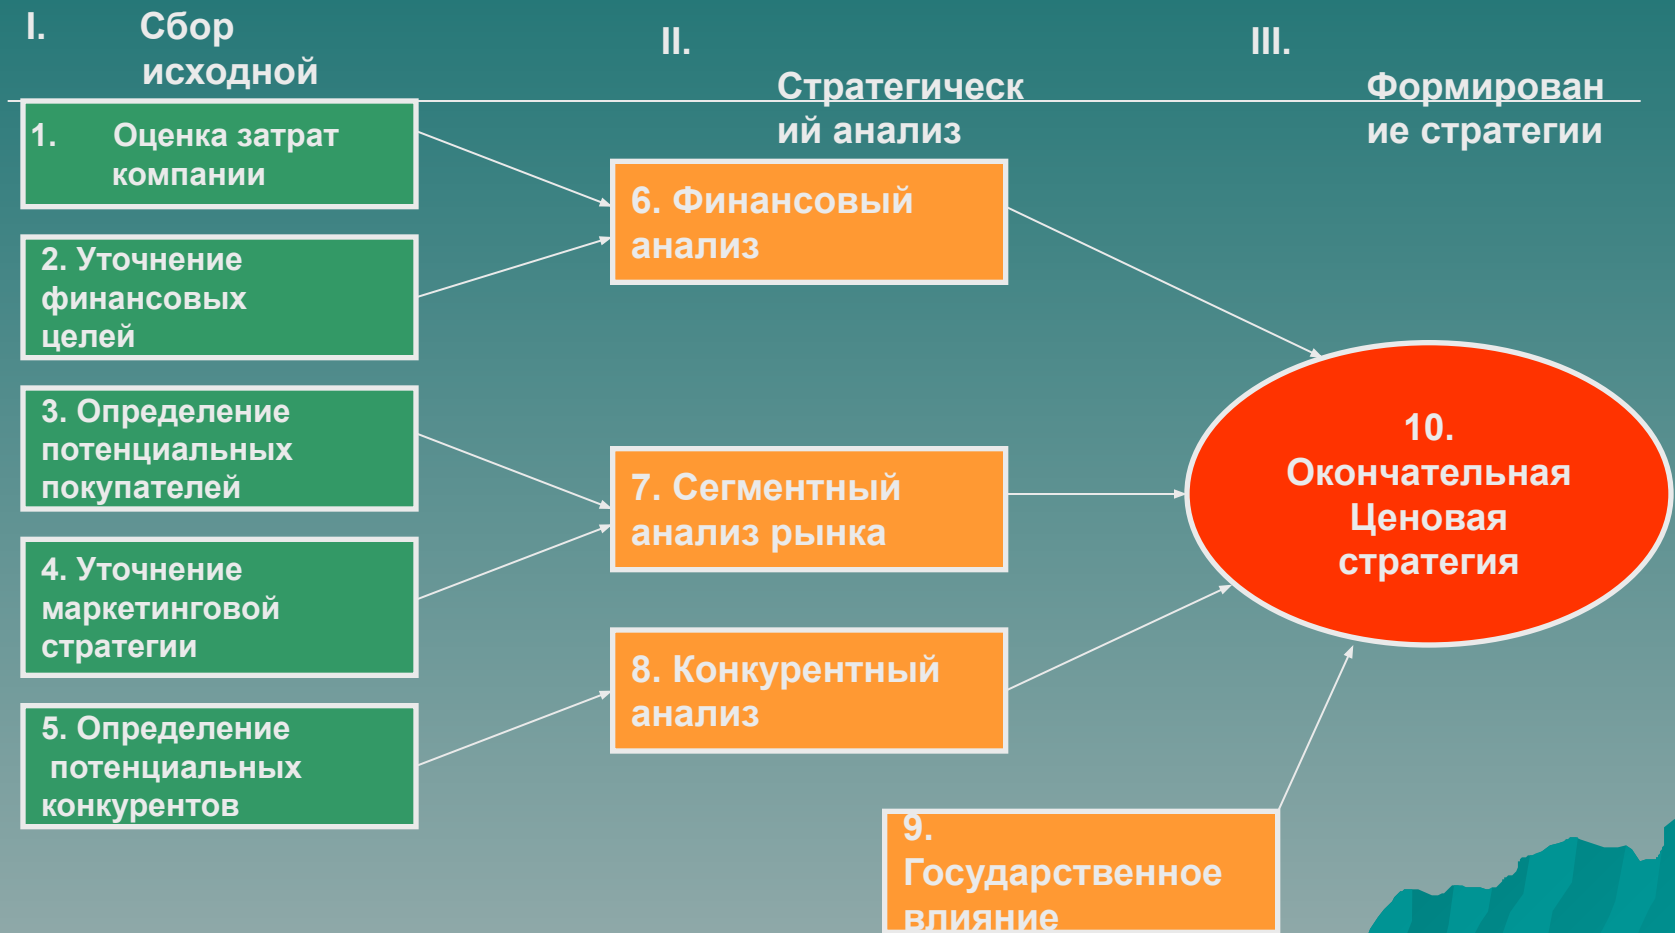 I. Сбор
исходной
II.
Стратегическ
ий анализ
III.
Формирован
ие стратегии
1. Оценка затрат
компании
2. Уточнение
финансовых
целей
3. Определение
потенциальных
покупателей
4. Уточнение
маркетинговой
стратегии
5. Определение
потенциальных
конкурентов
6. Финансовый
анализ
7. Сегментный
анализ рынка
8. Конкурентный
анализ
9.
Государственное
влияние
10.
Окончательная
Ценовая
стратегия